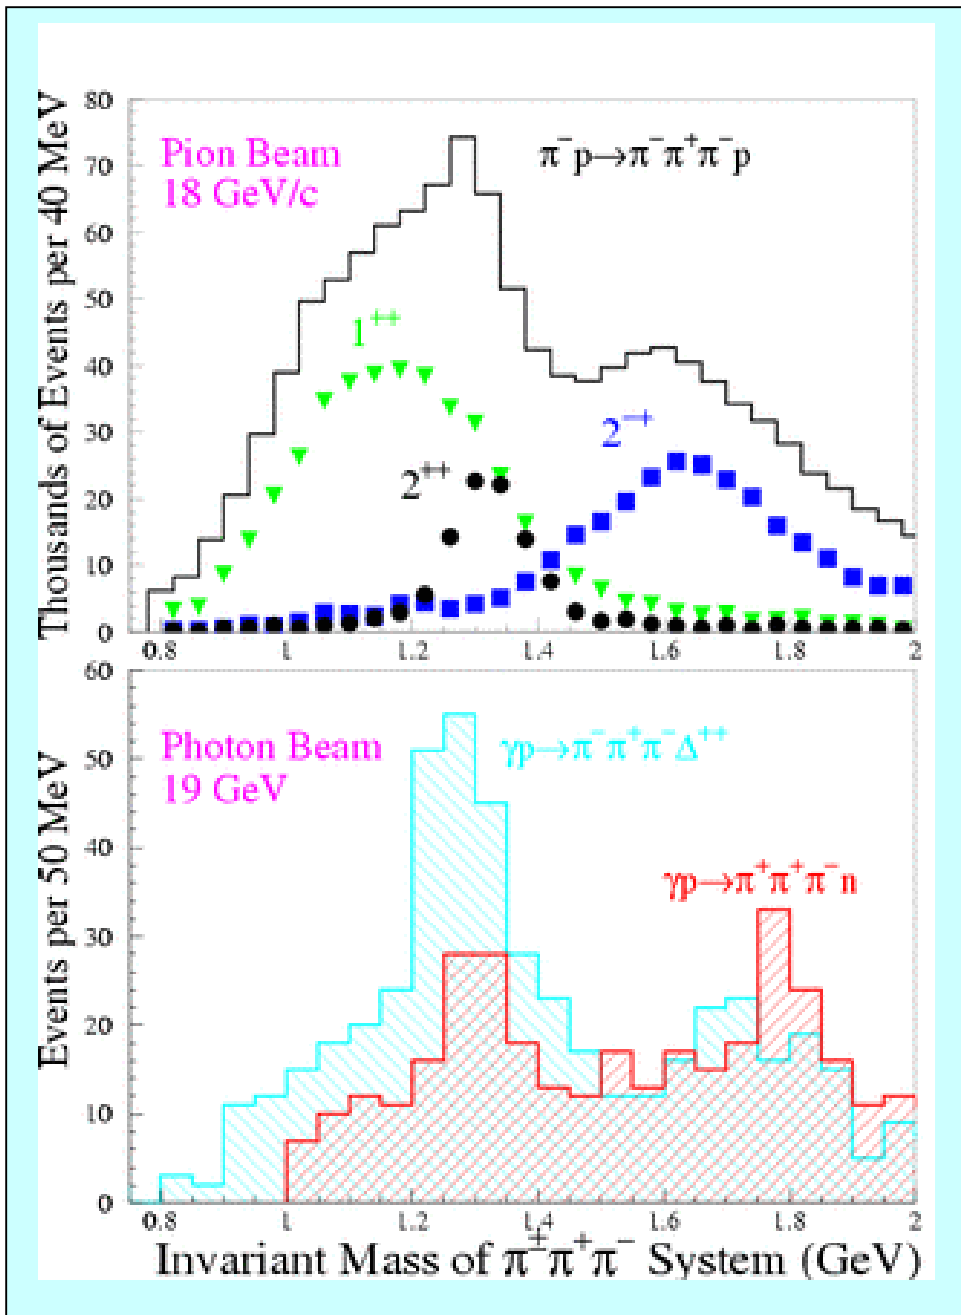 Thousands of Events per 40 MeV
80
70
60
50
40
30
20
10
0
Pion Beam
18 GeV/c
π⁻p→π⁻π⁺π⁻p
1⁺⁺
2⁺⁺
2⁻⁺
0.8 1 1.2 1.4 1.6 1.8 2
Events per 50 MeV
60
50
40
30
20
10
0
Photon Beam
19 GeV
γp→π⁻π⁺π⁻Δ⁺⁺
γp→π⁺π⁺π⁻n
0.8 1 1.2 1.4 1.6 1.8 2
Invariant Mass of π±π⁺π⁻ System (GeV)